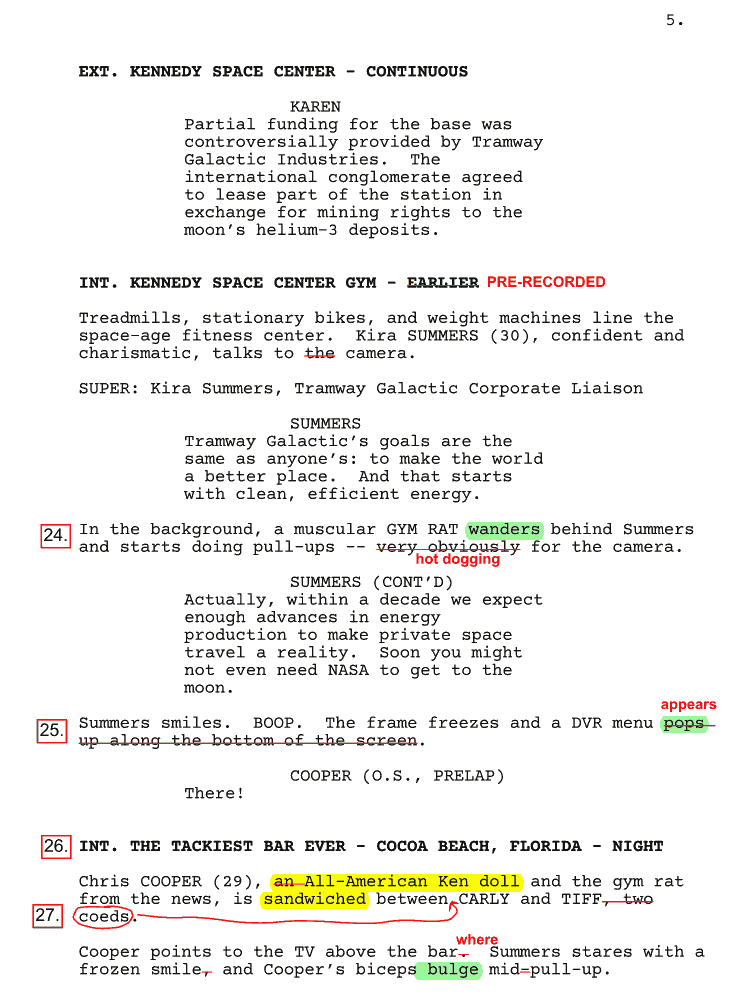 5.
EXT. KENNEDY SPACE CENTER - CONTINUOUS
KAREN
Partial funding for the base was
controversially provided by Tramway
Galactic Industries.  The
international conglomerate agreed
to lease part of the station in
exchange for mining rights to the
moon's helium-3 deposits.
INT. KENNEDY SPACE CENTER GYM - EARLIER PRE-RECORDED
Treadmills, stationary bikes, and weight machines line the
space-age fitness center.  Kira SUMMERS (30), confident and
charismatic, talks to the camera.
SUPER: Kira Summers, Tramway Galactic Corporate Liaison
SUMMERS
Tramway Galactic's goals are the
same as anyone's: to make the world
a better place.  And that starts
with clean, efficient energy.
24. In the background, a muscular GYM RAT wanders behind Summers
and starts doing pull-ups -- very obviously for the camera.
hot dogging
SUMMERS (CONT'D)
Actually, within a decade we expect
enough advances in energy
production to make private space
travel a reality.  Soon you might
not even need NASA to get to the
moon.
appears
25. Summers smiles.  BOOP.  The frame freezes and a DVR menu pops
up along the bottom of the screen.
COOPER (O.S., PRELAP)
There!
26. INT. THE TACKIEST BAR EVER - COCOA BEACH, FLORIDA - NIGHT
Chris COOPER (29), an All-American Ken doll and the gym rat
from the news, is sandwiched between CARLY and TIFF, two
27. coeds.
where
Cooper points to the TV above the bar.  Summers stares with a
frozen smile, and Cooper's biceps bulge mid-pull-up.